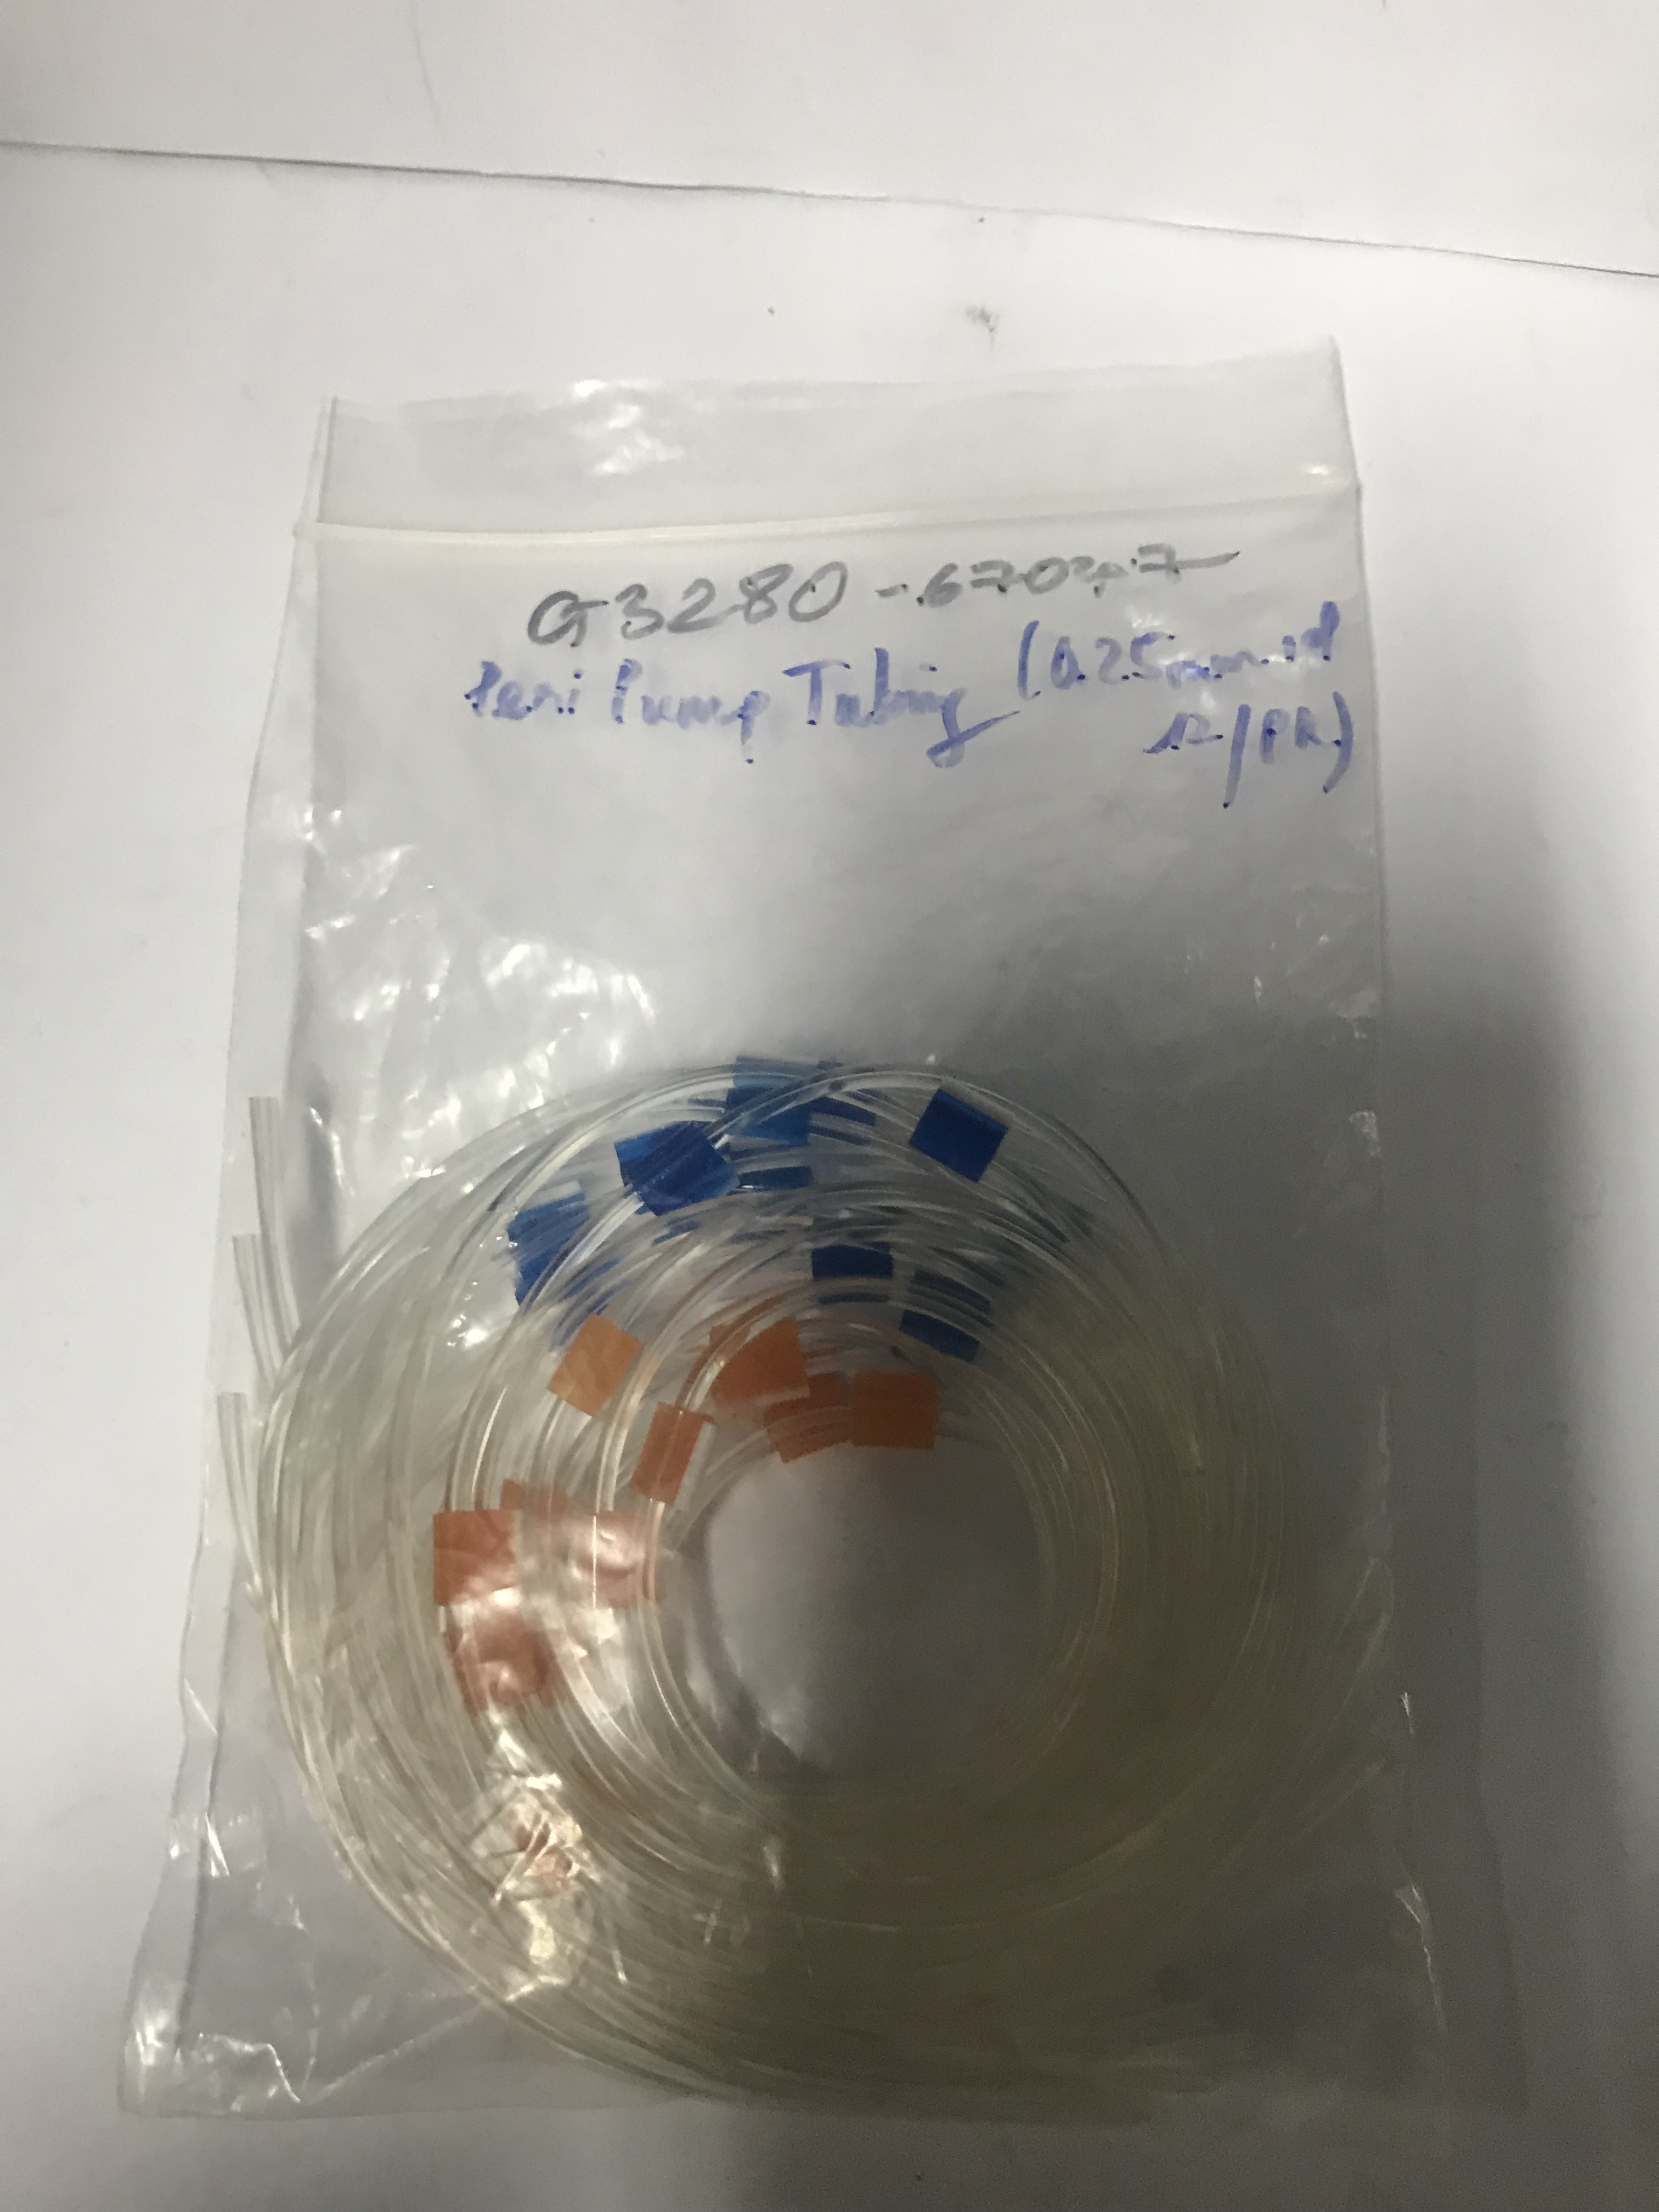 G3280-67047
Peri Pump Tubing (0.25mm id
12/PK)